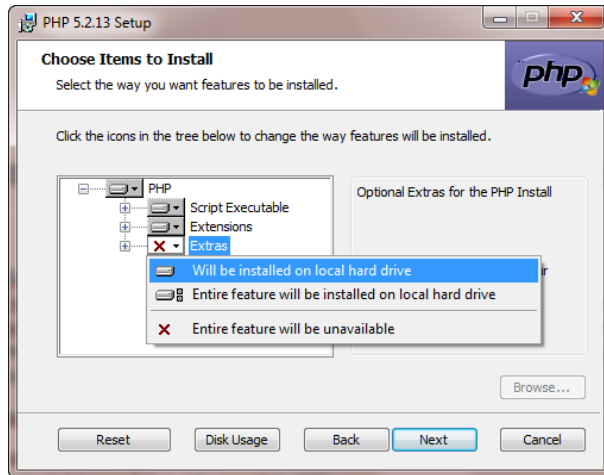 PHP 5.2.13 Setup
Choose Items to Install
Select the way you want features to be installed.
php
Click the icons in the tree below to change the way features will be installed.
PHP
Script Executable
Extensions
Extras
Optional Extras for the PHP Install
Will be installed on local hard drive
Entire feature will be installed on local hard drive
Entire feature will be unavailable
Browse...
Reset
Disk Usage
Back
Next
Cancel